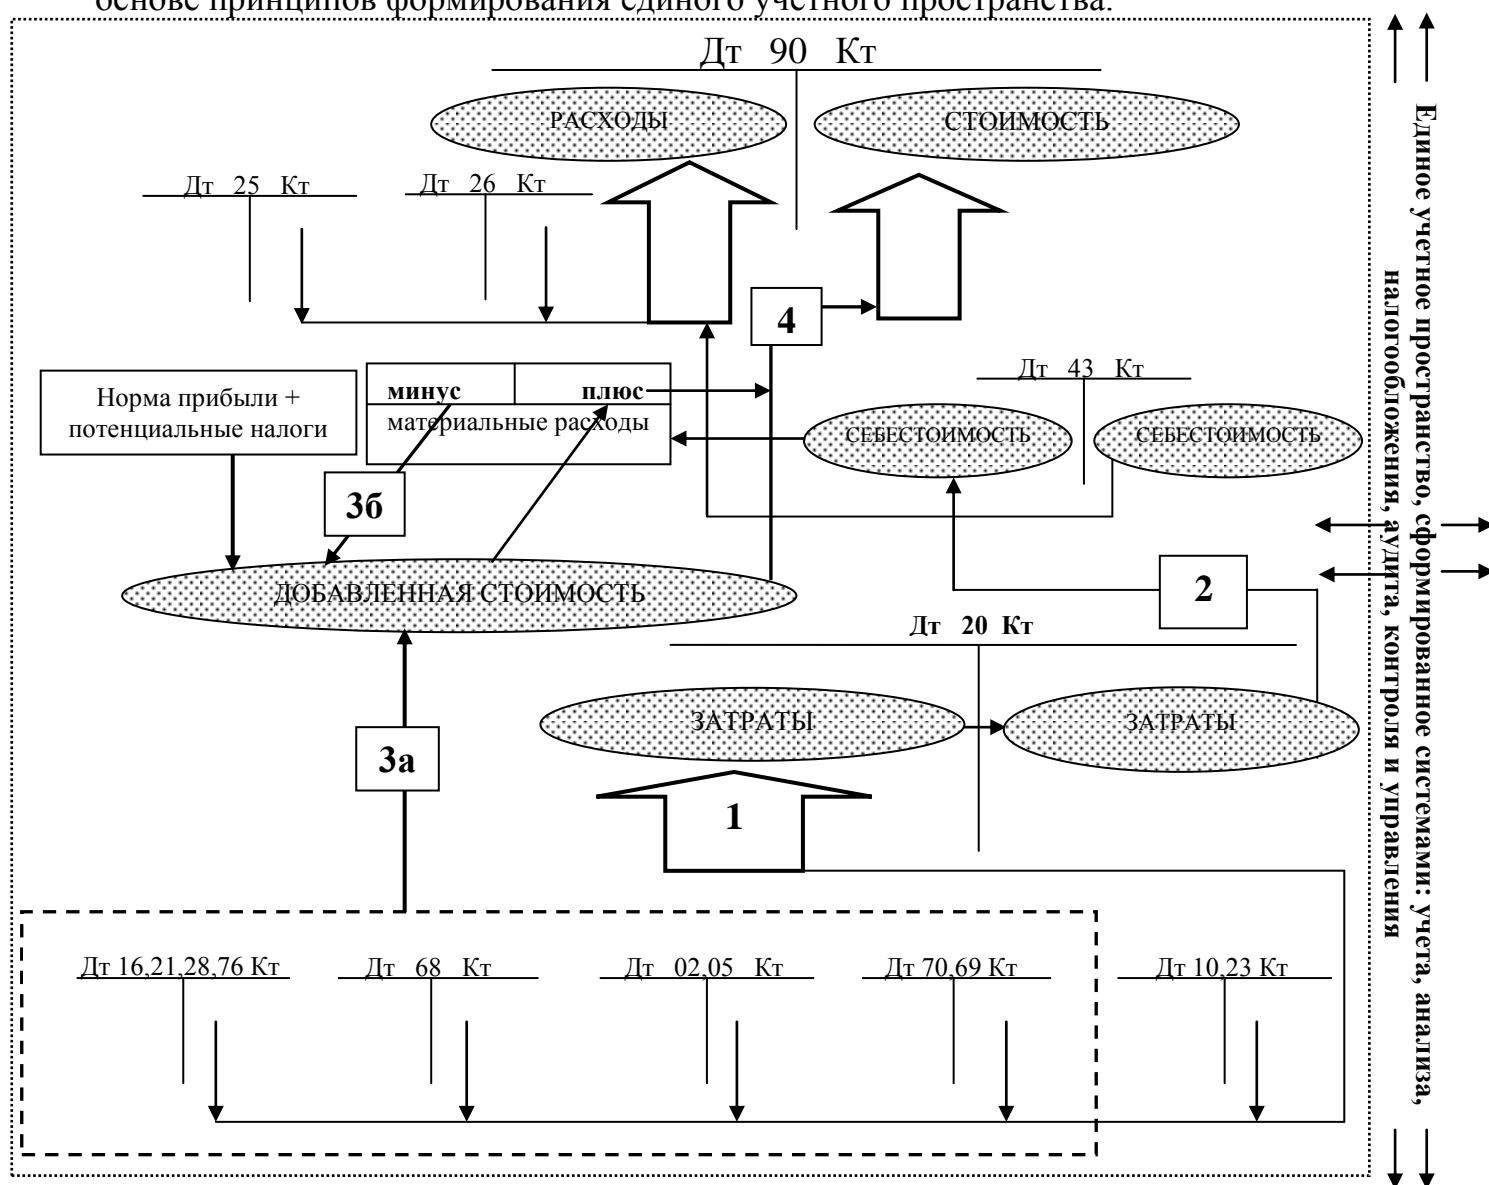 основе принципов формирования единого учетного пространства.
Дт 90 Кт
РАСХОДЫ
СТОИМОСТЬ
Дт 25 Кт
Дт 26 Кт
4
Дт 43 Кт
Норма прибыли +
потенциальные налоги
минус плюс
материальные расходы
СЕБЕСТОИМОСТЬ
СЕБЕСТОИМОСТЬ
3б
ДОБАВЛЕННАЯ СТОИМОСТЬ
2
Дт 20 Кт
ЗАТРАТЫ
ЗАТРАТЫ
3а
1
Дт 16,21,28,76 Кт
Дт 68 Кт
Дт 02,05 Кт
Дт 70,69 Кт
Дт 10,23 Кт
Единое учетное пространство, сформированное системами: учета, анализа,
налогообложения, аудита, контроля и управления